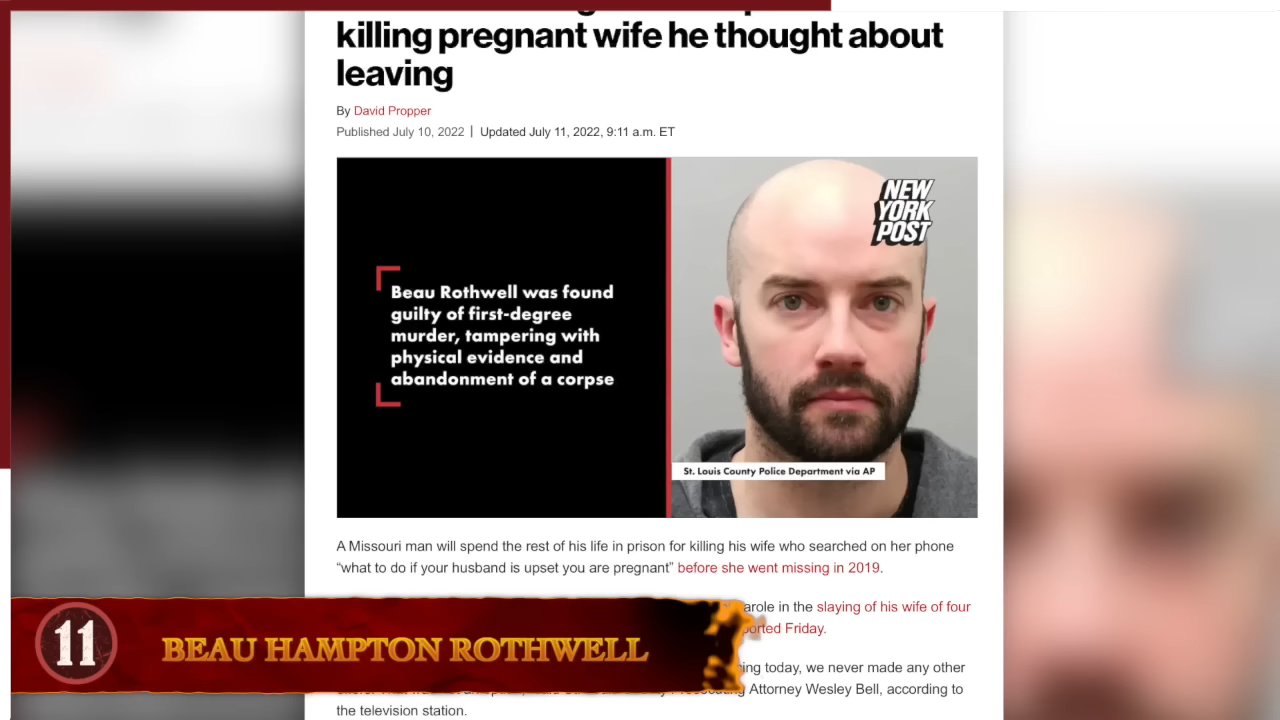 killing pregnant wife he thought about
leaving
By David Propper
Published July 10, 2022 | Updated July 11, 2022, 9:11 a.m. ET
NEW
YORK
POST
Beau Rothwell was found
guilty of first-degree
murder, tampering with
physical evidence and
abandonment of a corpse
St. Louis County Police Department via AP
A Missouri man will spend the rest of his life in prison for killing his wife who searched on her phone
“what to do if your husband is upset you are pregnant” before she went missing in 2019.
arole in the slaying of his wife of four
orted Friday.
11
BEAU HAMPTON ROTHWELL
ing today, we never made any other
Attorney Wesley Bell, according to
the television station.